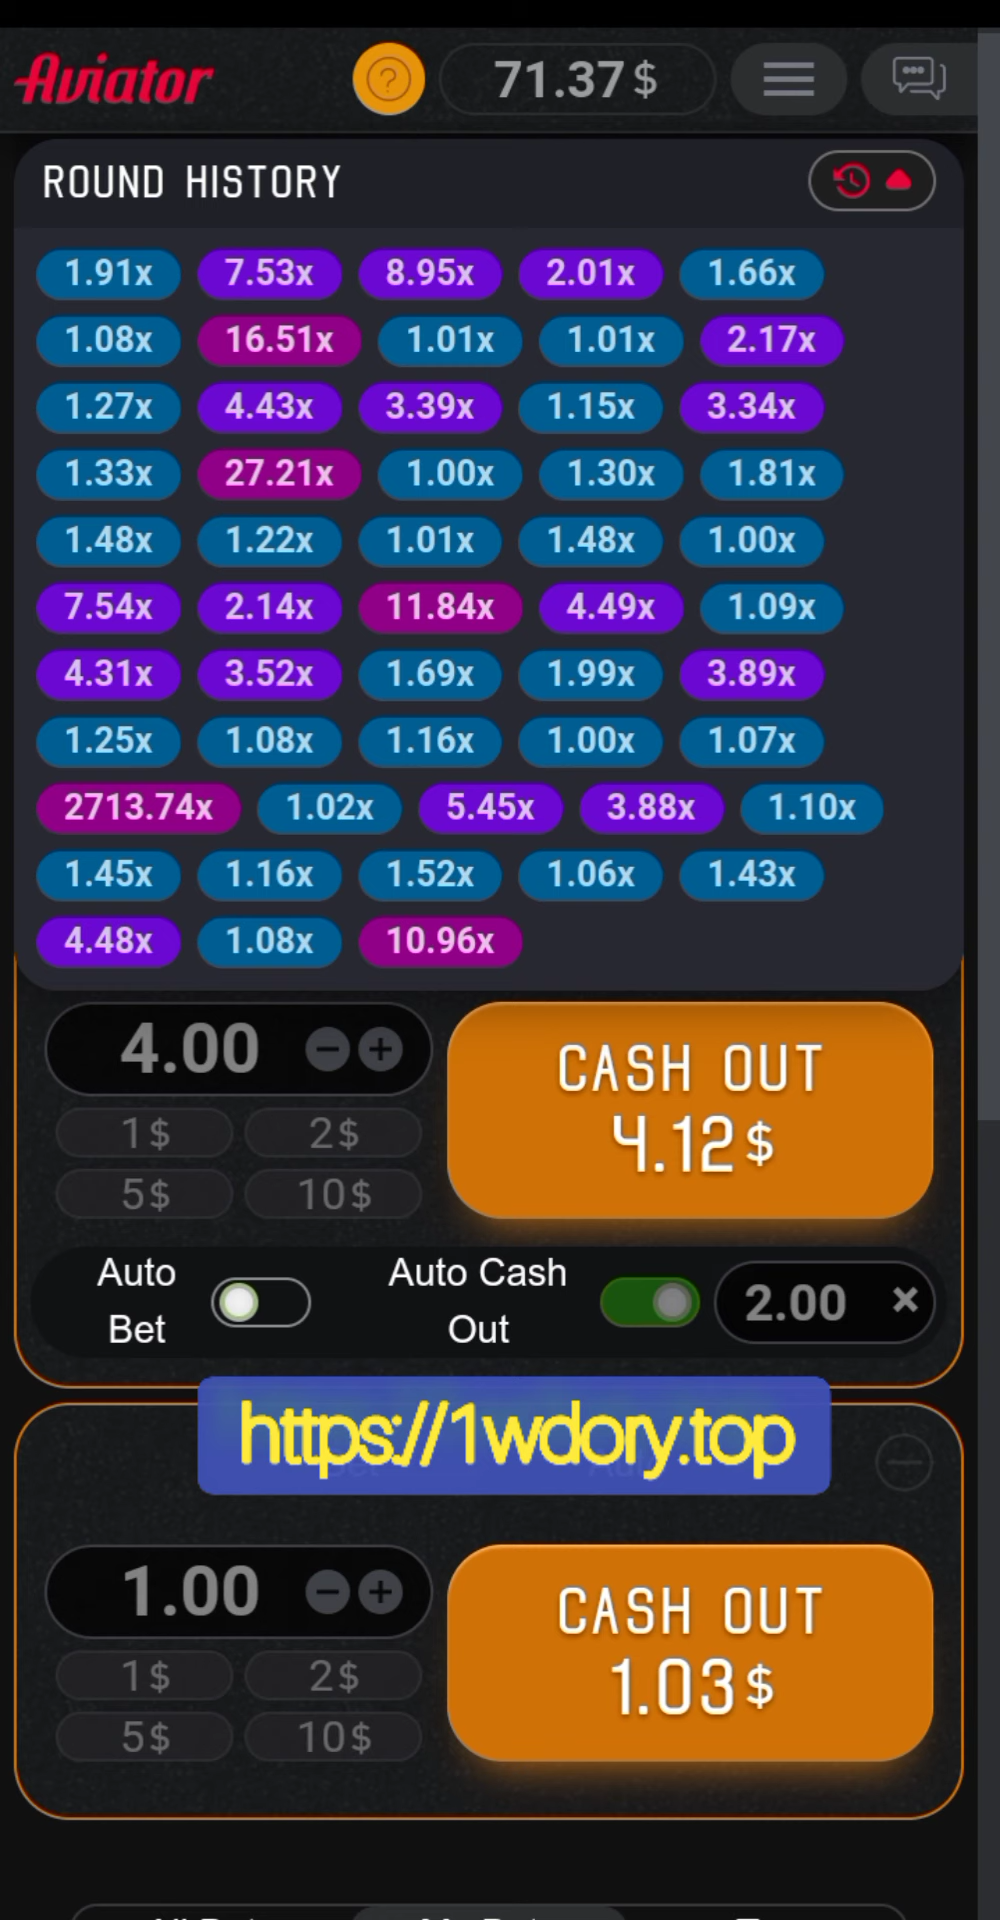 Aviator
? 71.37$
ROUND HISTORY
1.91x 7.53x 8.95x 2.01x 1.66x
1.08x 16.51x 1.01x 1.01x 2.17x
1.27x 4.43x 3.39x 1.15x 3.34x
1.33x 27.21x 1.00x 1.30x 1.81x
1.48x 1.22x 1.01x 1.48x 1.00x
7.54x 2.14x 11.84x 4.49x 1.09x
4.31x 3.52x 1.69x 1.99x 3.89x
1.25x 1.08x 1.16x 1.00x 1.07x
2713.74x 1.02x 5.45x 3.88x 1.10x
1.45x 1.16x 1.52x 1.06x 1.43x
4.48x 1.08x 10.96x
4.00 − +
1$ 2$
5$ 10$
CASH OUT
4.12$
Auto
Bet
Auto Cash
Out
2.00 ×
https://1wdory.top
1.00 − +
1$ 2$
5$ 10$
CASH OUT
1.03$